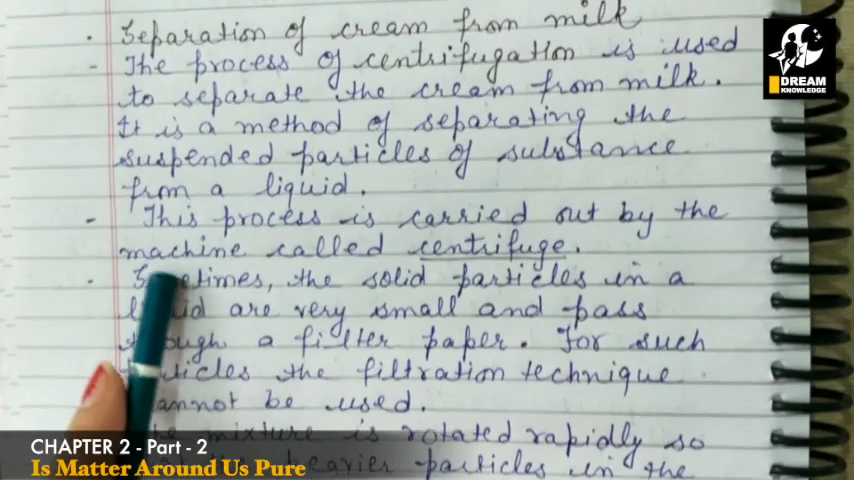 Separation of cream from milk
- The process of centrifugation is used
to separate the cream from milk.
It is a method of separating the
suspended particles of substance
from a liquid.
- This process is carried out by the
machine called centrifuge.
the solid particles in a
are very small and pass
a filter paper. For such
the filtration technique
cannot be used.
mixture is rotated rapidly so
heavier particles in the
DREAM
KNOWLEDGE
CHAPTER 2 - Part - 2
Is Matter Around Us Pure